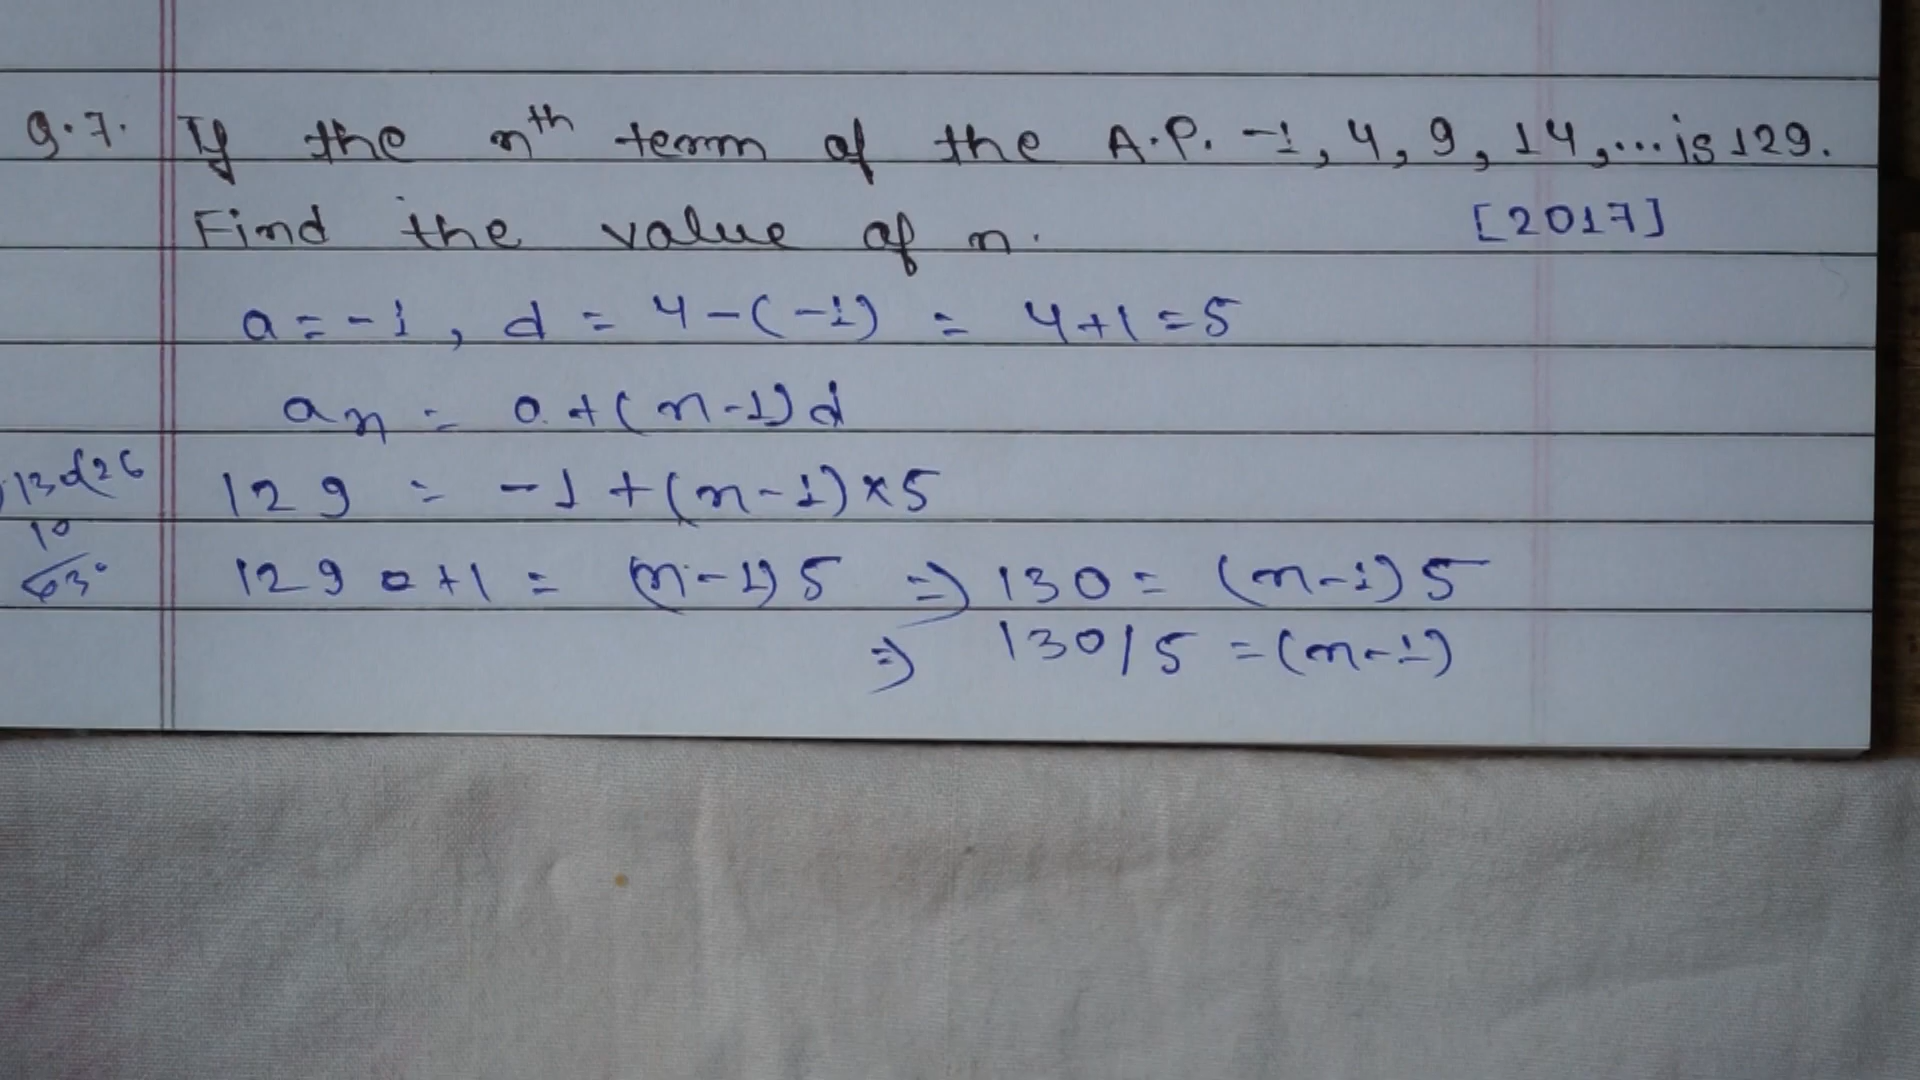 Q.7. If the nth term of the A.P. -1, 4, 9, 14,... is 129.
Find the value of n. [2017]
a = -1, d = 4-(-1) = 4+1 = 5
an = a+(n-1)d
129 = -1+(n-1)×5
129 +1 = (n-1)5 ⇒ 130 = (n-1)5
⇒ 130/5 = (n-1)
26
10